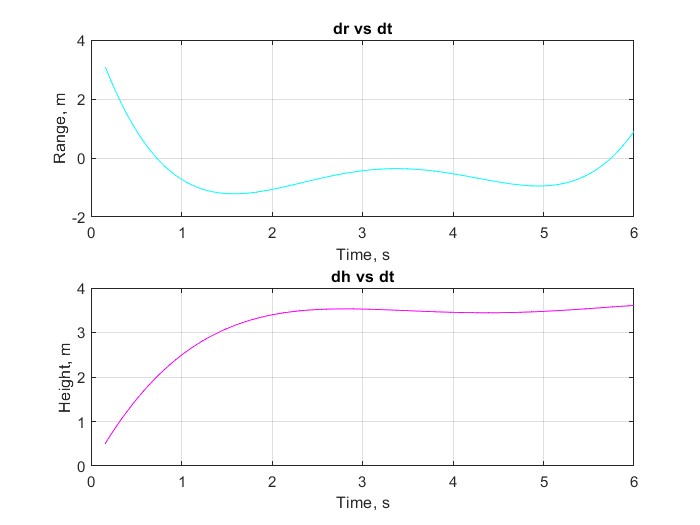 dr vs dt
4
2
0
-2
Range, m
0 1 2 3 4 5 6
Time, s
dh vs dt
4
3
2
1
0
Height, m
0 1 2 3 4 5 6
Time, s